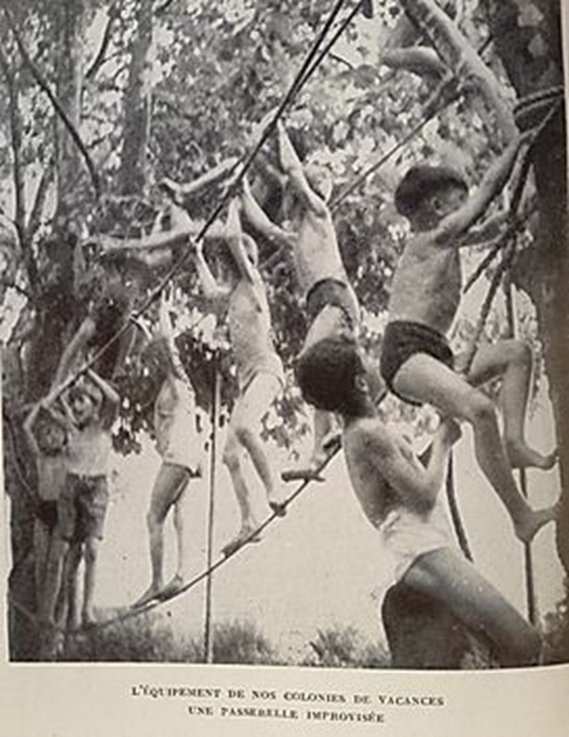 L'ÉQUIPEMENT DE NOS COLONIES DE VACANCES
UNE PASSERELLE IMPROVISÉE